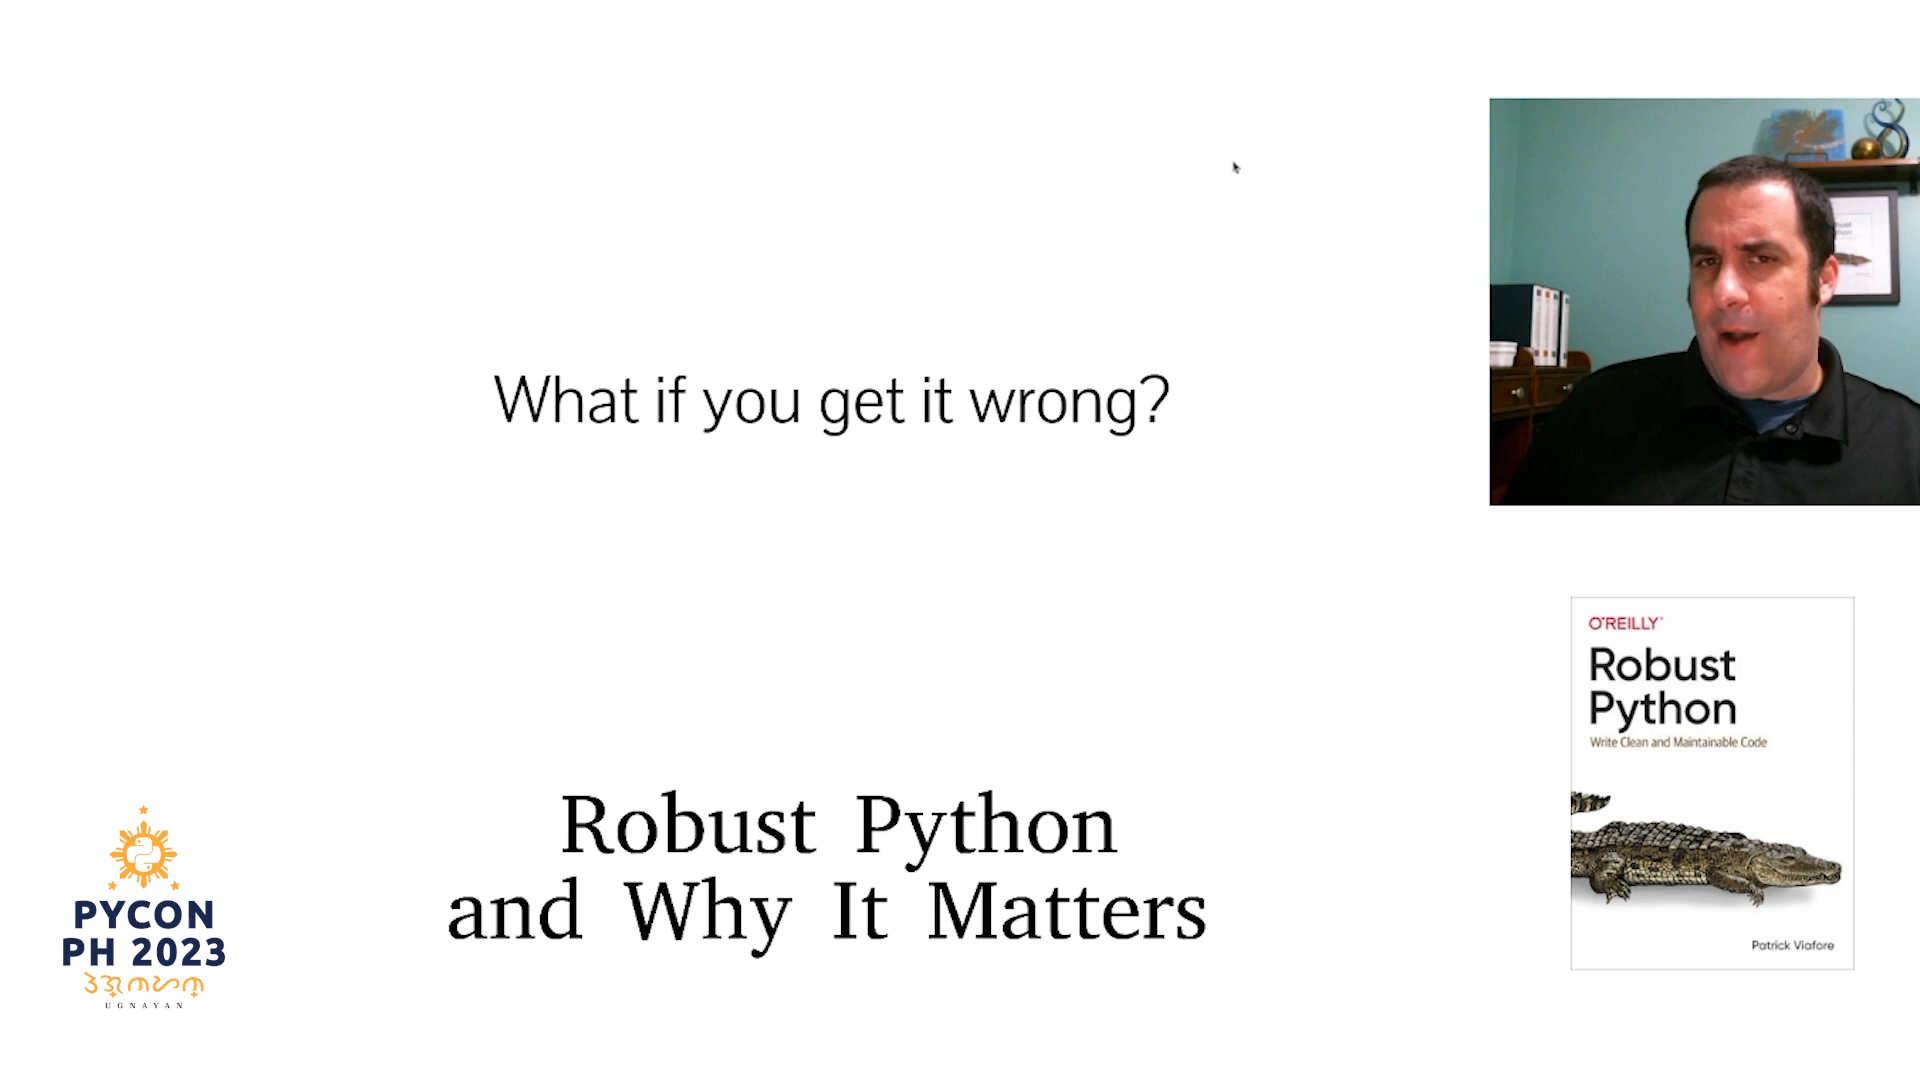 What if you get it wrong?
O'REILLY®
Robust
Python
Write Clean and Maintainable Code
Patrick Viafore
Robust Python
and Why It Matters
PYCON
PH 2023
UGNAYAN